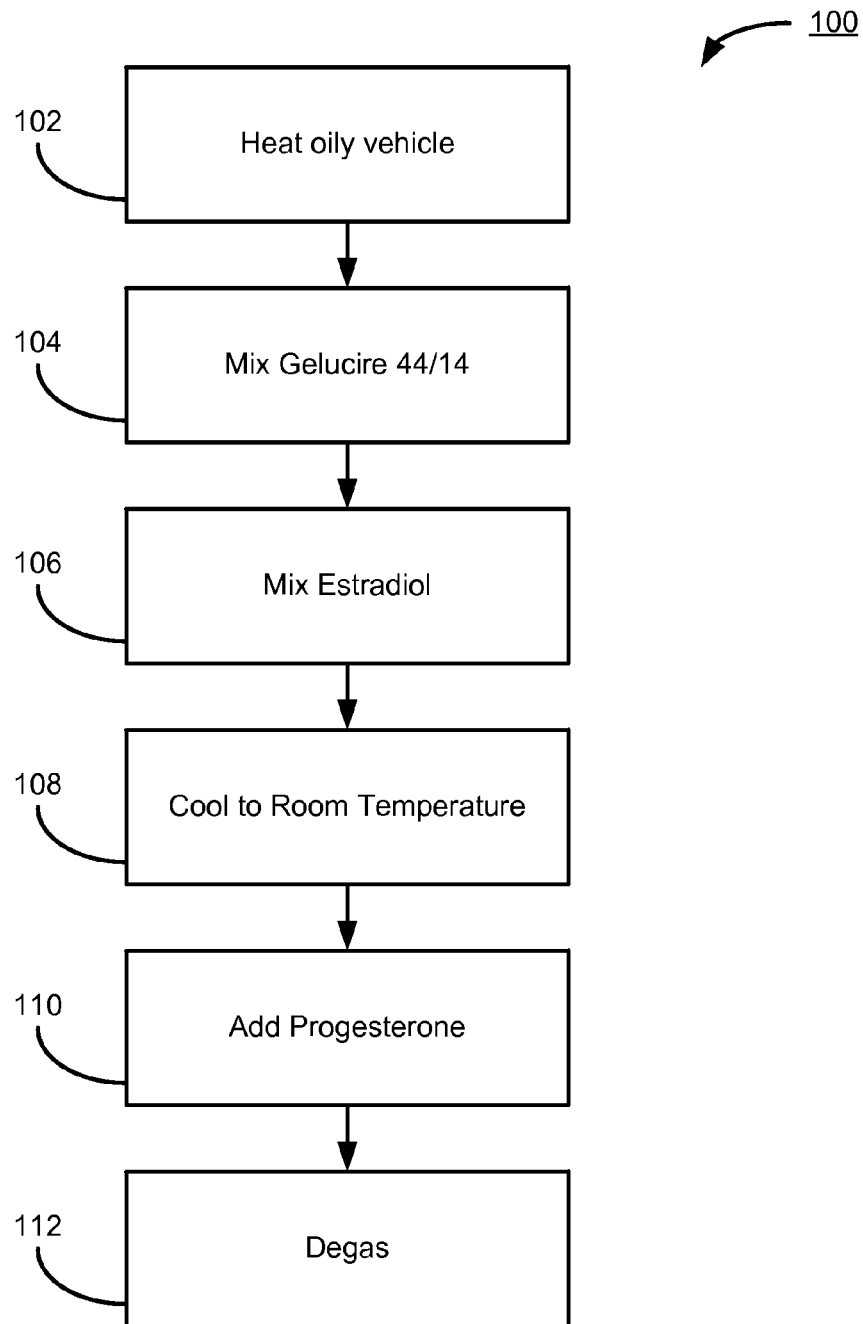 100
102
Heat oily vehicle
104
Mix Gelucire 44/14
106
Mix Estradiol
108
Cool to Room Temperature
110
Add Progesterone
112
Degas